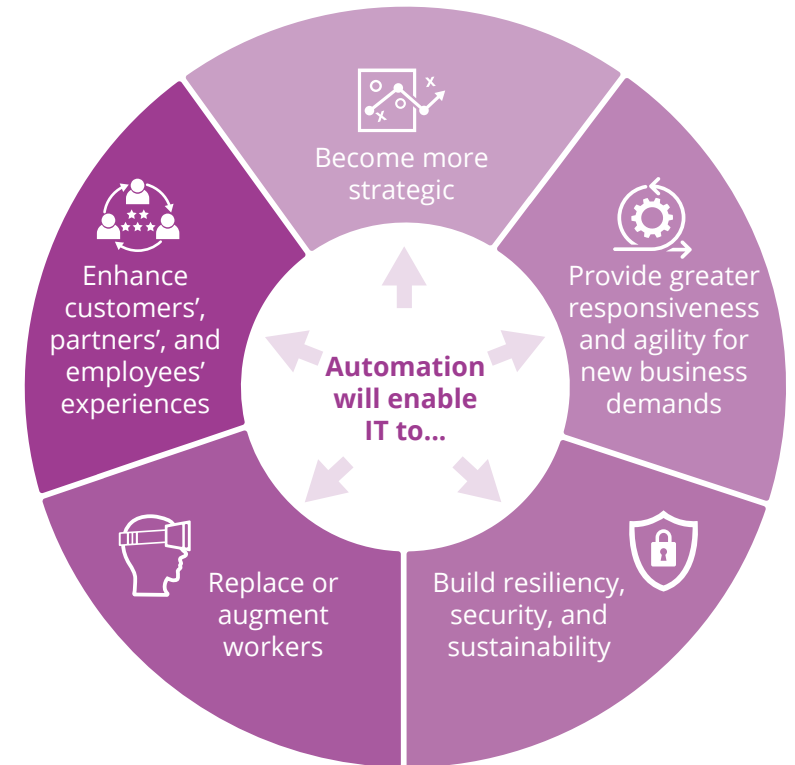 Become more
strategic
Provide greater
responsiveness
and agility for
new business
demands
Build resiliency,
security, and
sustainability
Replace or
augment
workers
Enhance
customers’,
partners’, and
employees’
experiences
Automation
will enable
IT to...